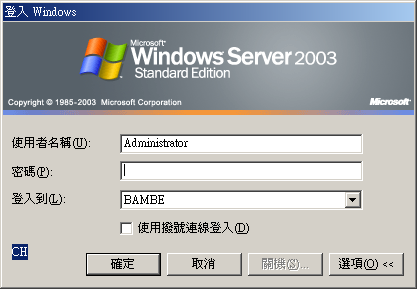 登入 Windows
Microsoft®
Windows Server 2003
Standard Edition
Copyright © 1985-2003 Microsoft Corporation
Microsoft
使用者名稱(U):
Administrator
密碼(P):
登入到(L):
BAMBE
使用撥號連線登入(D)
CH
確定
取消
關機(S)...
選項(O) <<